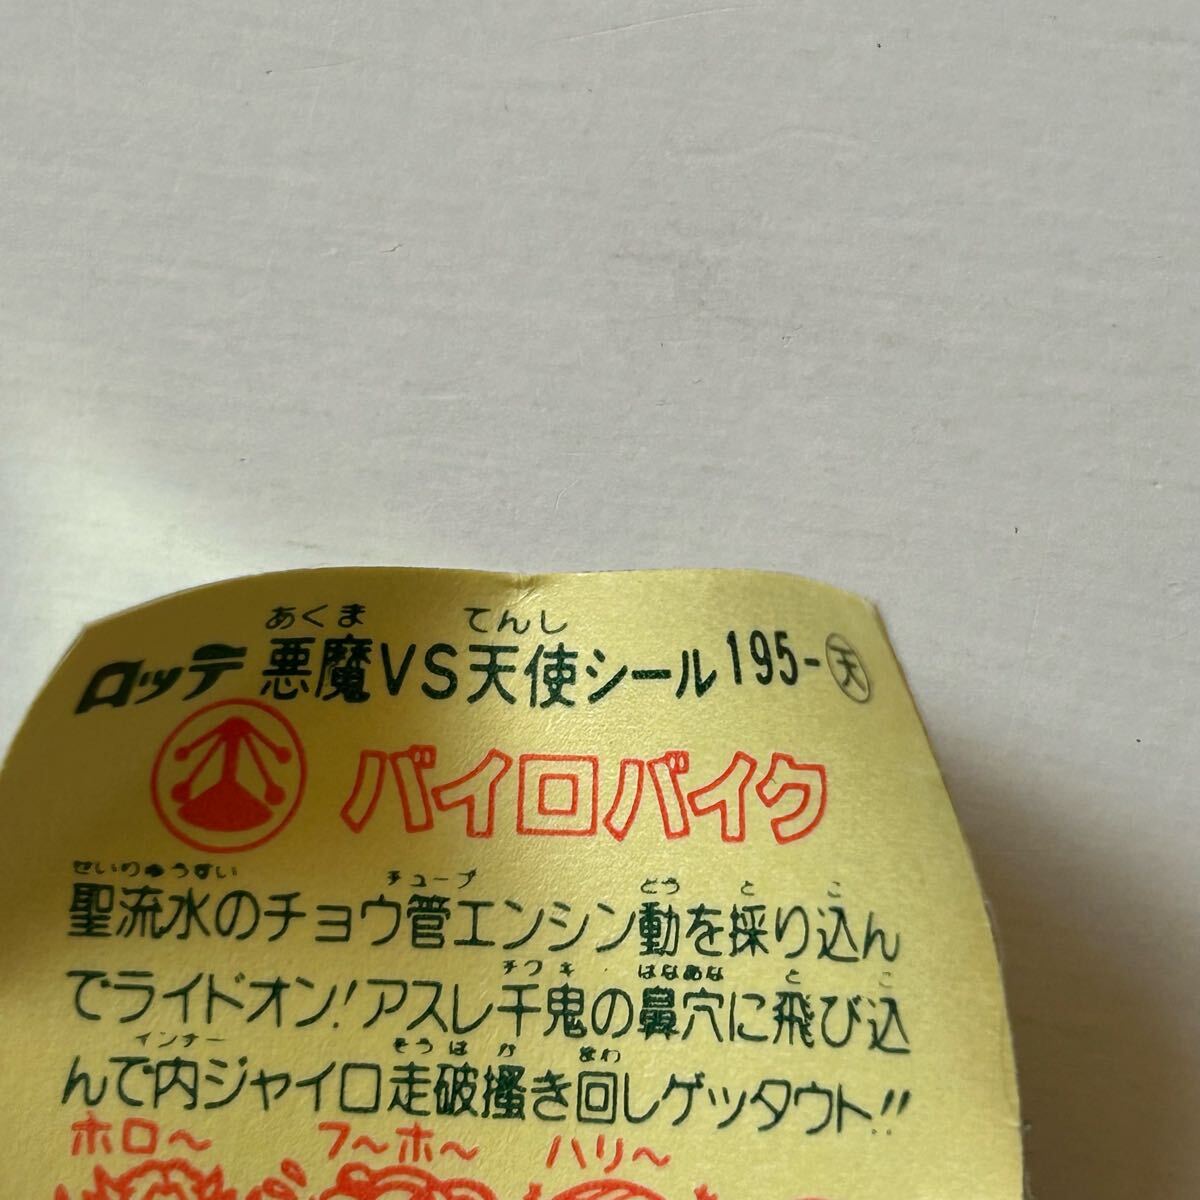 あくま てんし
ロッテ 悪魔VS天使シール 195-天
バイロバイク
せいりゅうすい チューブ どう と こ
聖流水のチョウ管エンシン動を採り込ん
チワキ はなあな と こ
でライドオン!アスレ千鬼の鼻穴に飛び込
インナー そうは か まわ
んで内ジャイロ走破掻き回しゲッタウト!!
ホロ〜 フ〜ホ〜 ハリ〜